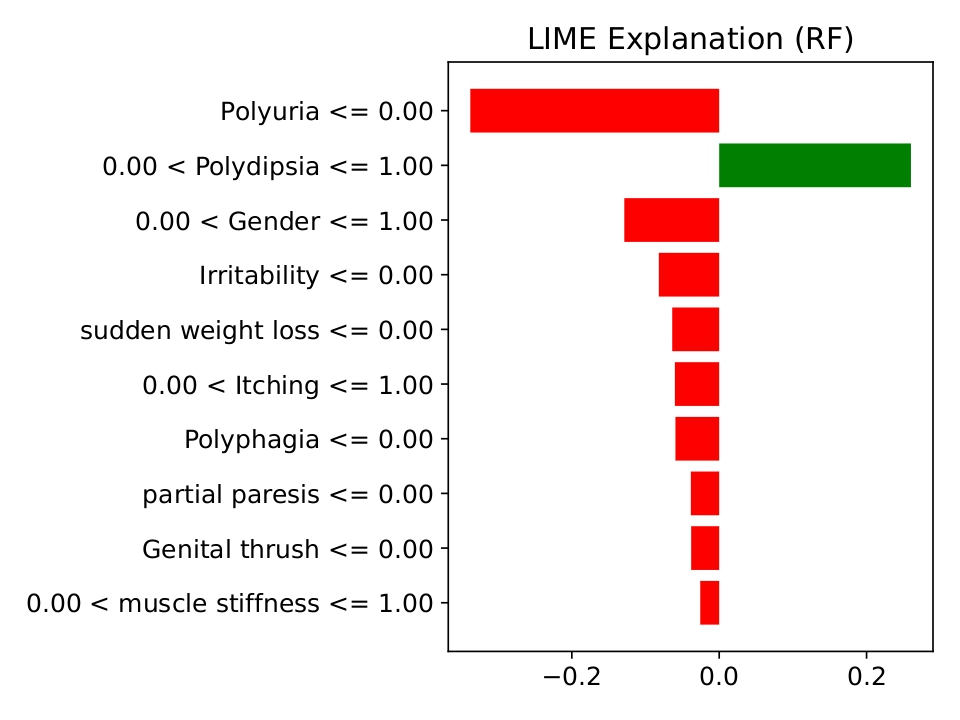 LIME Explanation (RF)
Polyuria <= 0.00
0.00 < Polydipsia <= 1.00
0.00 < Gender <= 1.00
Irritability <= 0.00
sudden weight loss <= 0.00
0.00 < Itching <= 1.00
Polyphagia <= 0.00
partial paresis <= 0.00
Genital thrush <= 0.00
0.00 < muscle stiffness <= 1.00
−0.2 0.0 0.2